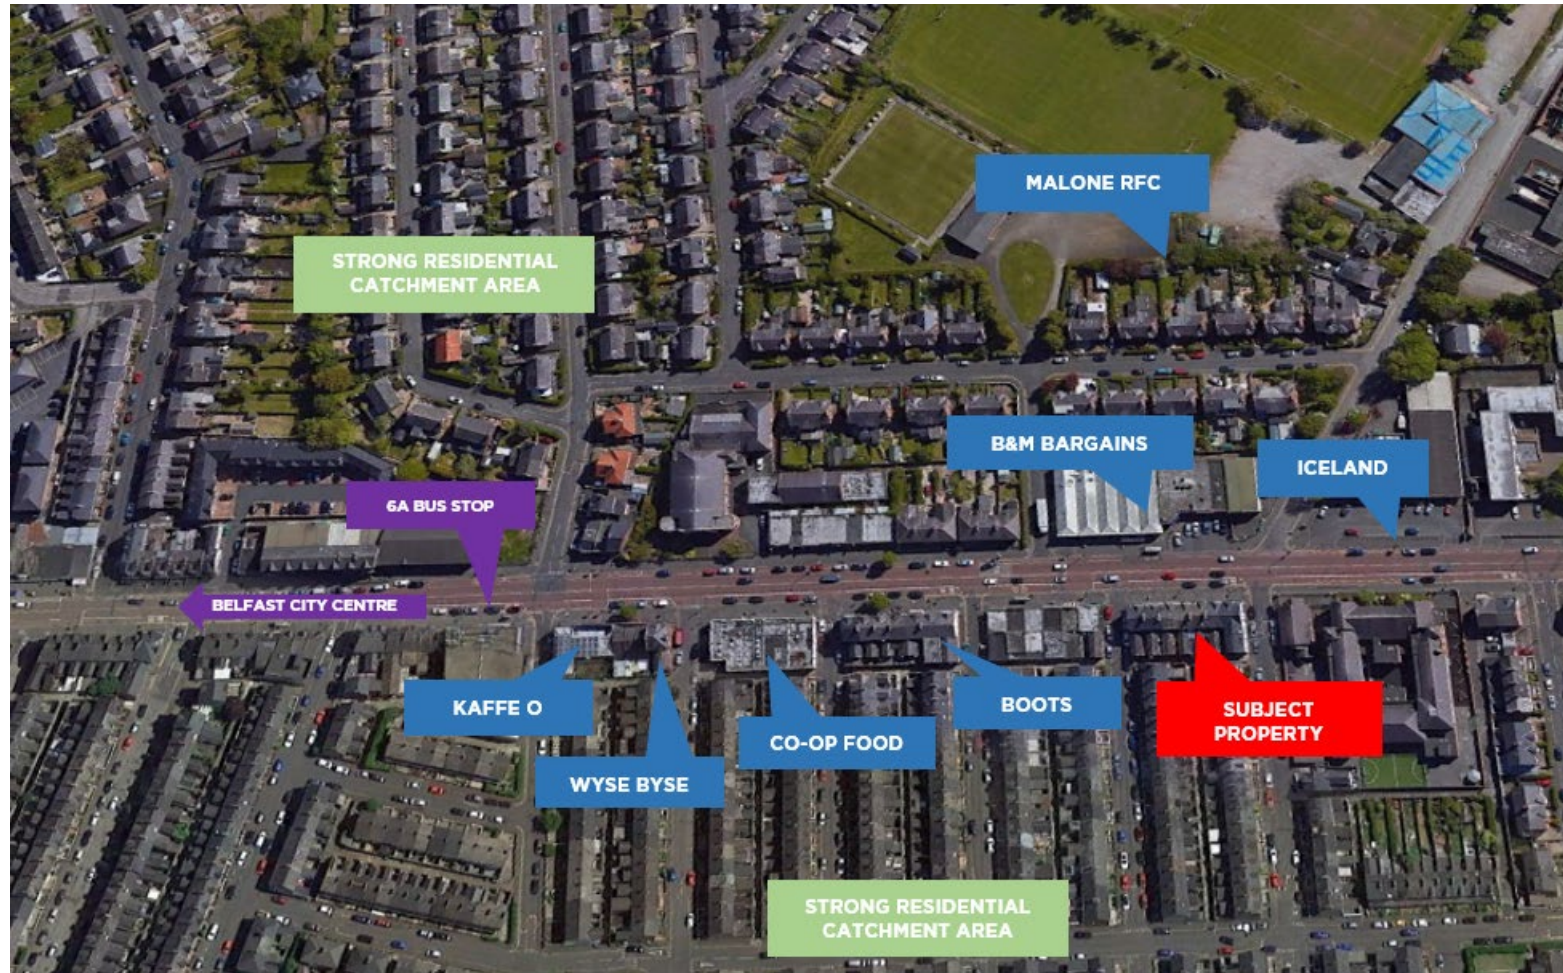 MALONE RFC
STRONG RESIDENTIAL
CATCHMENT AREA
B&M BARGAINS
ICELAND
6A BUS STOP
BELFAST CITY CENTRE
KAFFE O
BOOTS
SUBJECT
PROPERTY
CO-OP FOOD
WYSE BYSE
STRONG RESIDENTIAL
CATCHMENT AREA